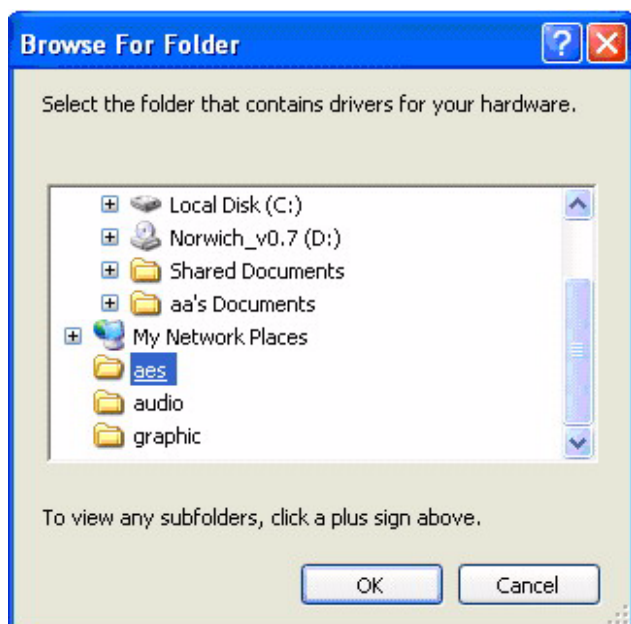 Browse For Folder
Select the folder that contains drivers for your hardware.
Local Disk (C:)
Norwich_v0.7 (D:)
Shared Documents
aa's Documents
My Network Places
aes
audio
graphic
To view any subfolders, click a plus sign above.
OK Cancel